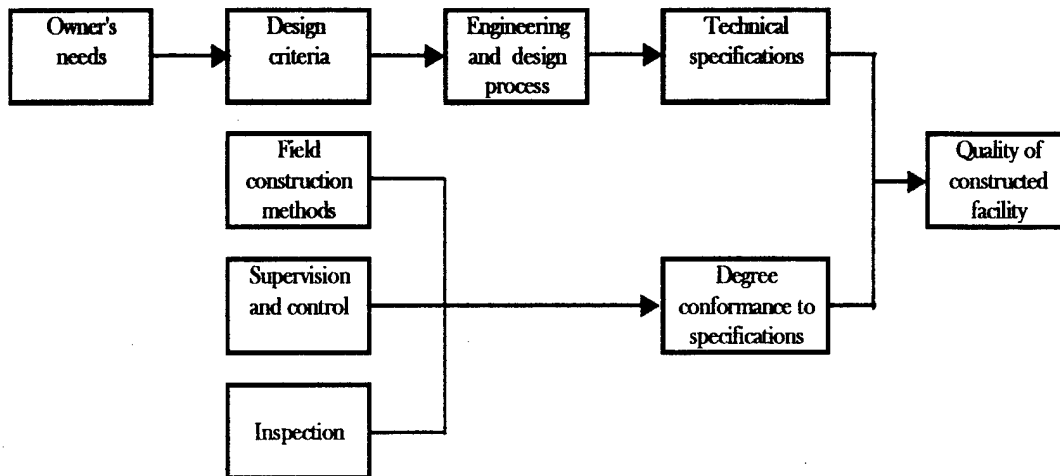 Owner's
needs
Design
criteria
Engineering
and design
process
Technical
specifications
Field
construction
methods
Quality of
constructed
facility
Supervision
and control
Degree
conformance to
specifications
Inspection